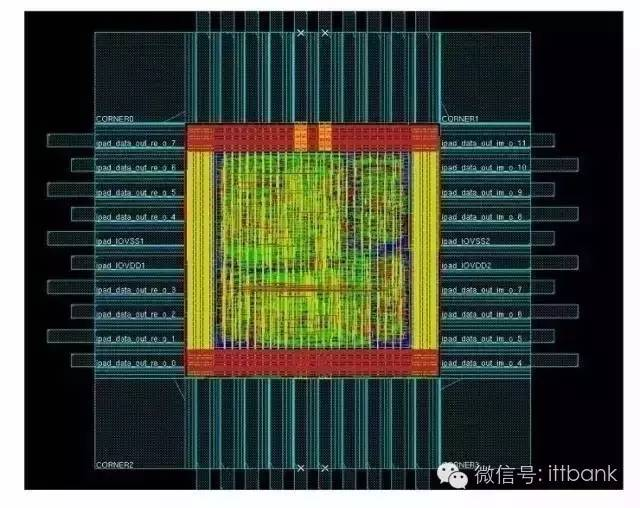 CORNER0
CORNER1
ipad_data_out_re_o_7
ipad_data_out_im_o_11
ipad_data_out_re_o_6
ipad_data_out_im_o_10
ipad_data_out_re_o_5
ipad_data_out_im_o_9
ipad_data_out_re_o_4
ipad_data_out_im_o_8
ipad_IOVSS1
ipad_IOVSS2
ipad_IOVDD1
ipad_IOVDD2
ipad_data_out_re_o_3
ipad_data_out_im_o_7
ipad_data_out_re_o_2
ipad_data_out_im_o_6
ipad_data_out_re_o_1
ipad_data_out_im_o_5
ipad_data_out_re_o_0
ipad_data_out_im_o_4
CORNER2
微信号: ittbank